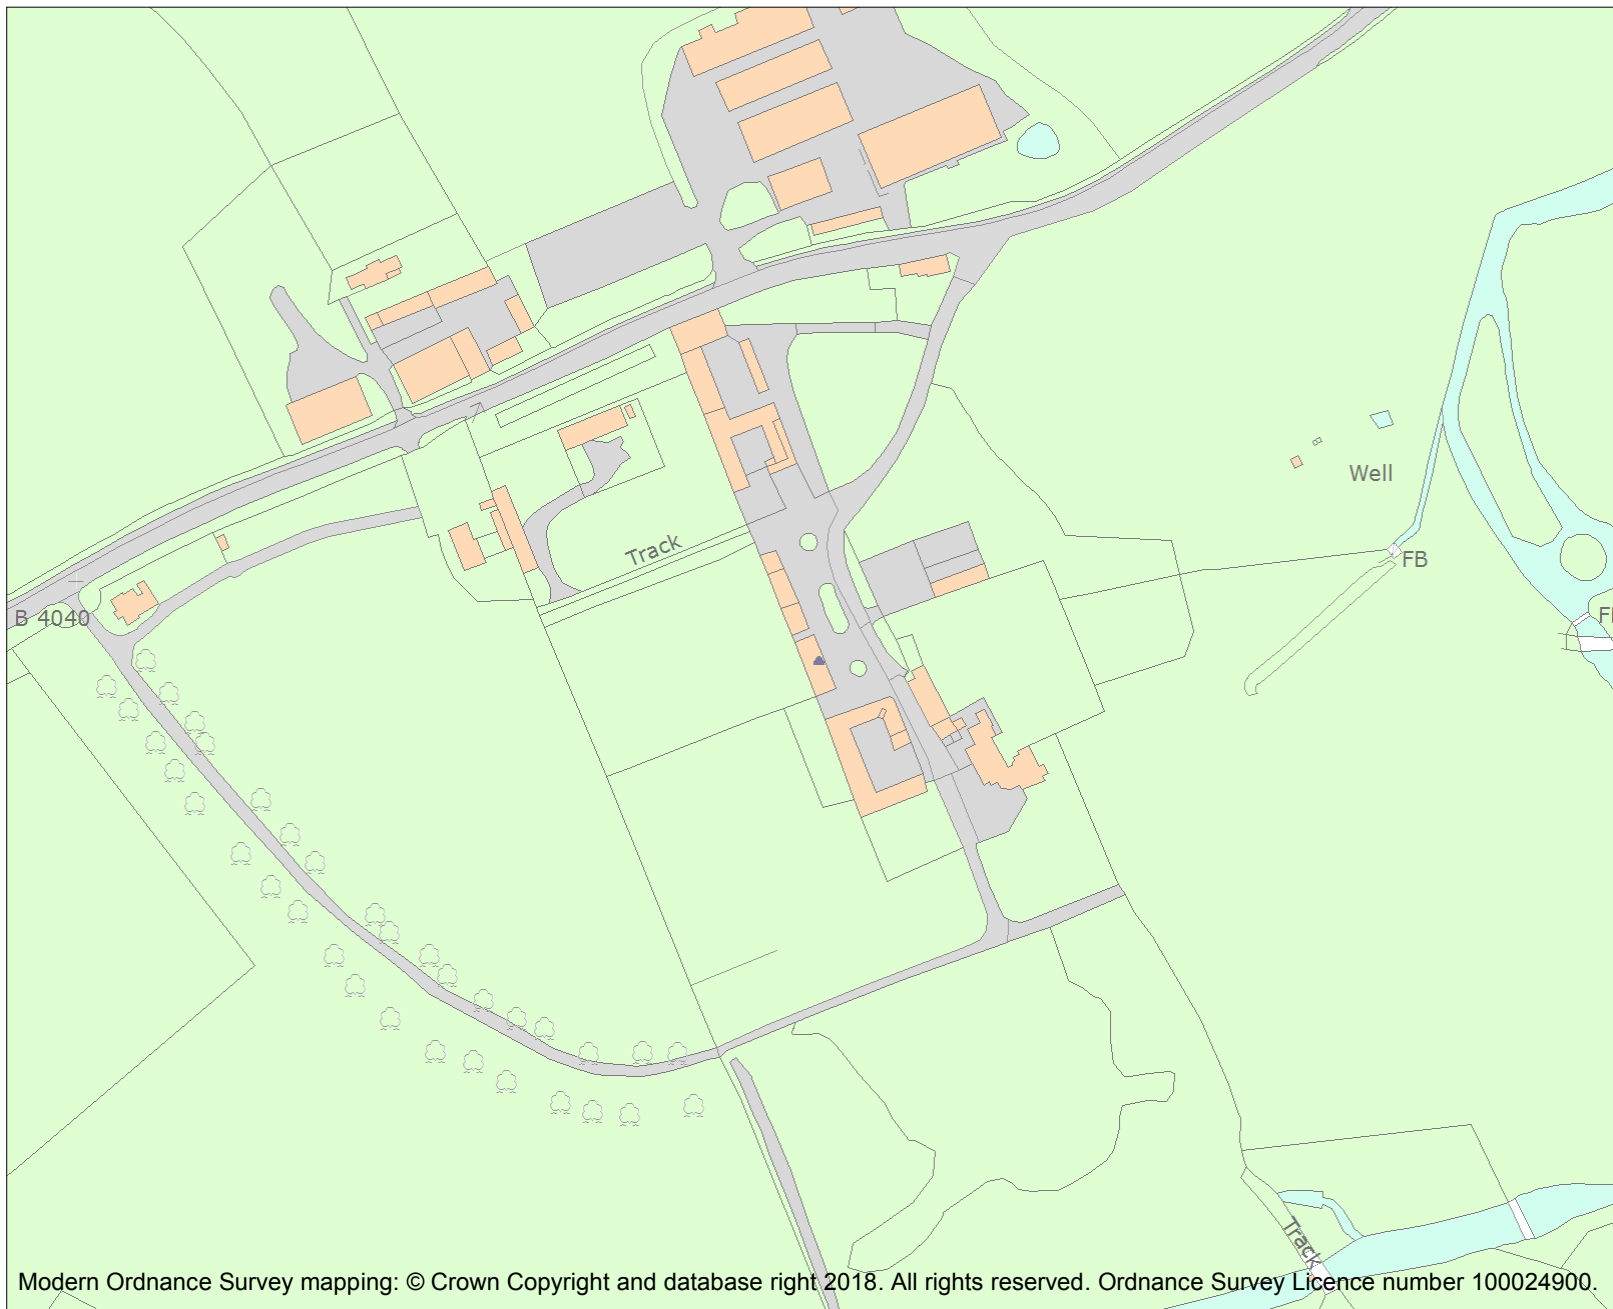 Well
Track
FB
B 4040
Track
Modern Ordnance Survey mapping: © Crown Copyright and database right 2018. All rights reserved. Ordnance Survey Licence number 100024900.